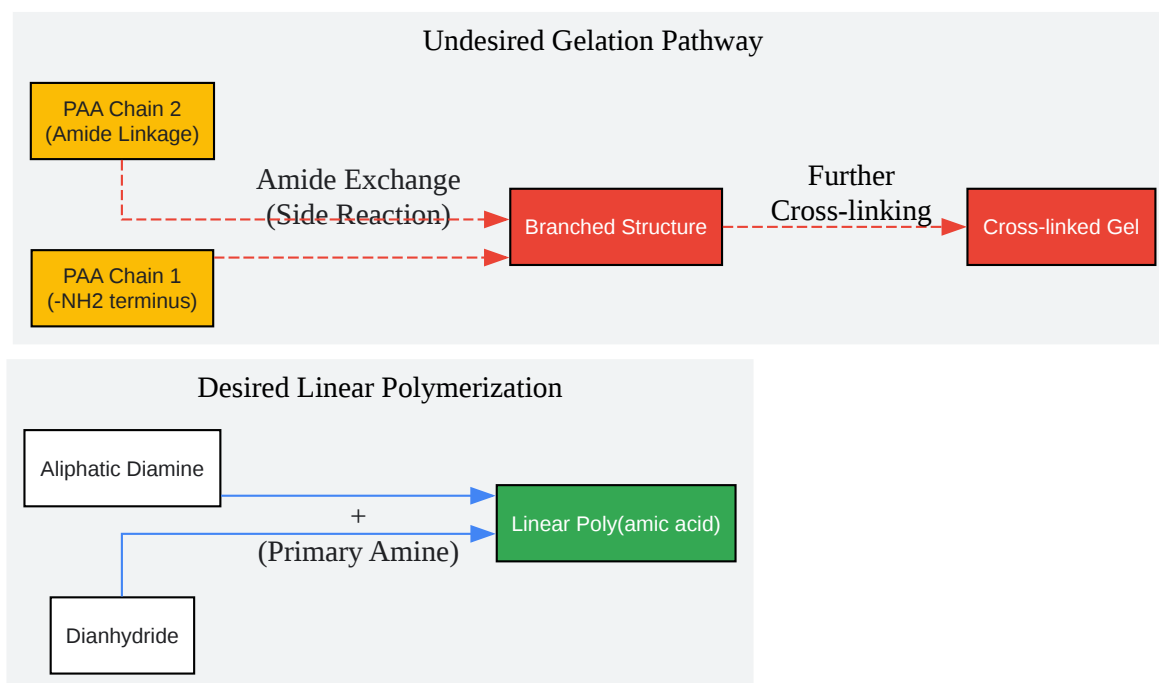 Undesired Gelation Pathway
PAA Chain 2
(Amide Linkage)
Amide Exchange
(Side Reaction)
PAA Chain 1
(-NH2 terminus)
Branched Structure
Further
Cross-linking
Cross-linked Gel
Desired Linear Polymerization
Aliphatic Diamine
+
(Primary Amine)
Dianhydride
Linear Poly(amic acid)